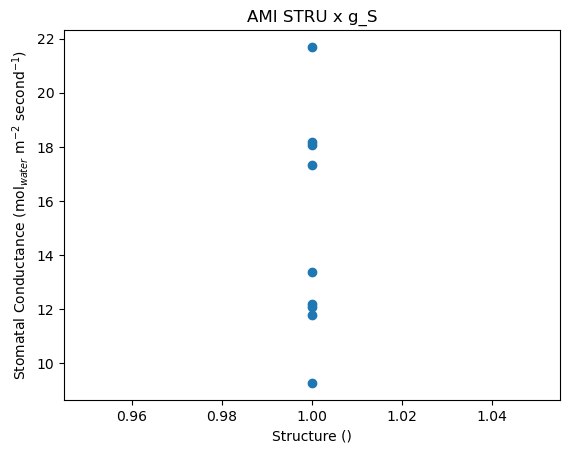 AMI STRU x g_S
Stomatal Conductance (mol$_{water}$ m$^{-2}$ second$^{-1}$)
22
20
18
16
14
12
10
0.96 0.98 1.00 1.02 1.04
Structure ()